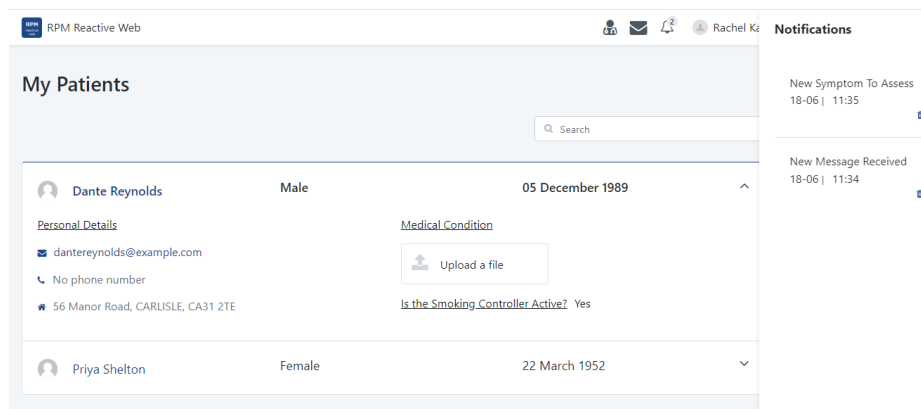 RPM
RPM Reactive Web
2
Rachel Ka
Notifications
My Patients
Search
New Symptom To Assess
18-06 | 11:35
New Message Received
18-06 | 11:34
Dante Reynolds Male 05 December 1989
Personal Details Medical Condition
dantereynolds@example.com
Upload a file
No phone number
56 Manor Road, CARLISLE, CA31 2TE
Is the Smoking Controller Active? Yes
Priya Shelton Female 22 March 1952